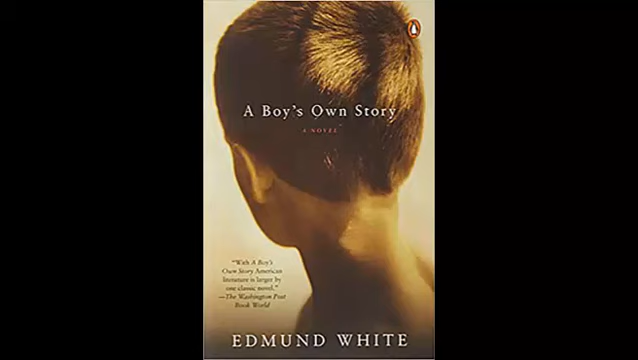 A Boy's Own Story
A NOVEL
"With A Boy's
Own Story American
literature is larger by
one classic novel."
—The Washington Post
Book World
EDMUND WHITE